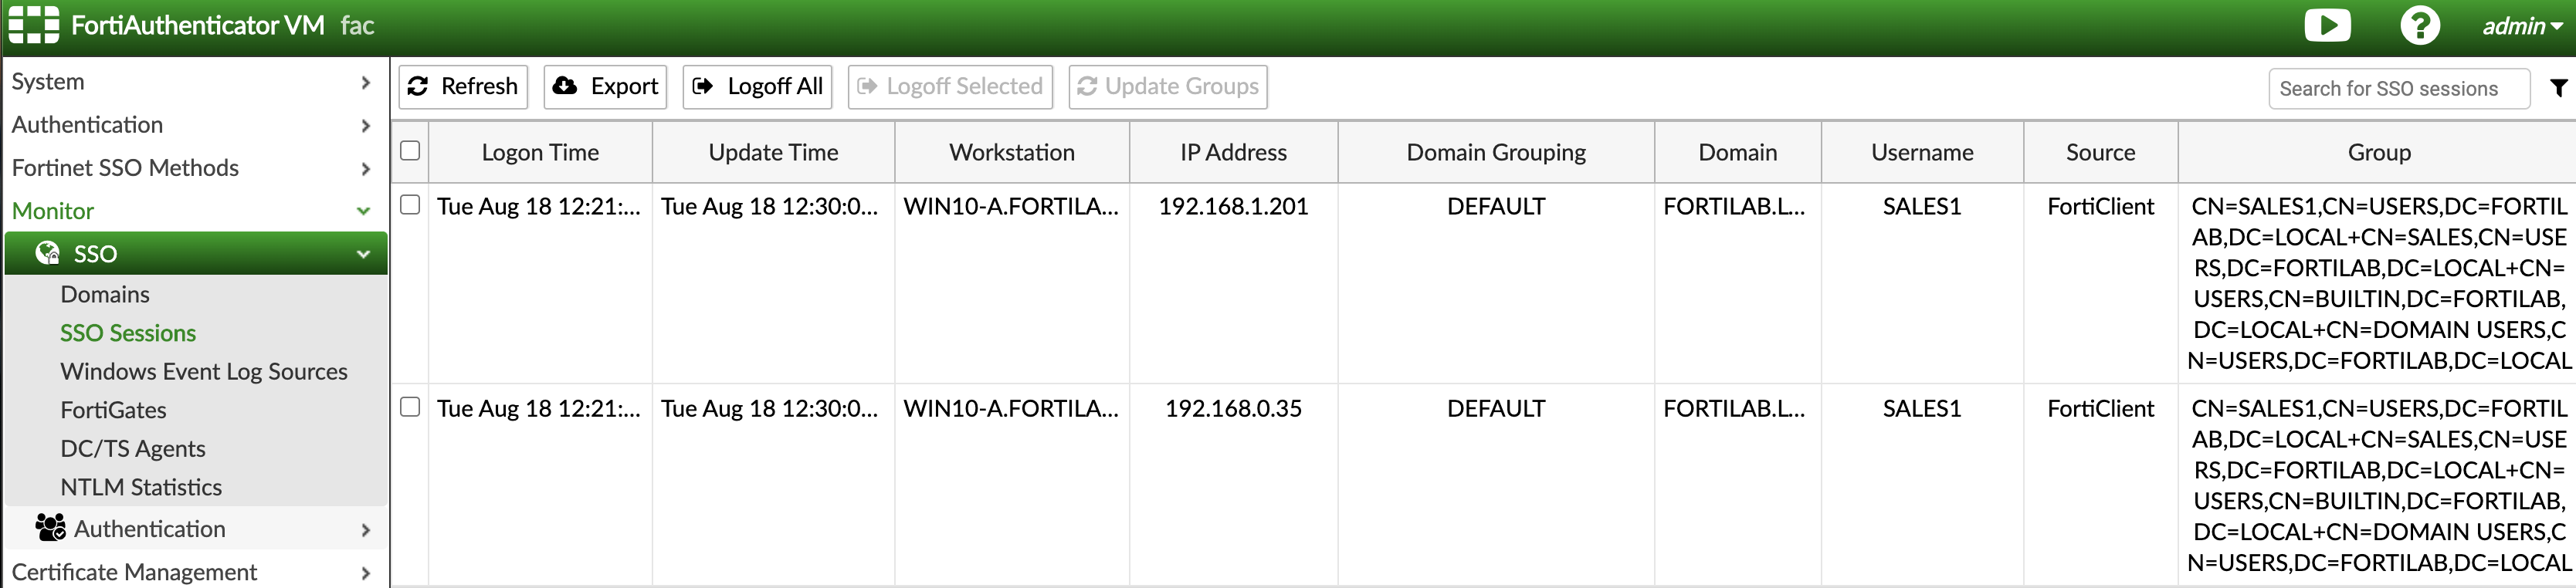 FortiAuthenticator VM fac
admin
System
Authentication
Fortinet SSO Methods
Monitor
SSO
Domains
SSO Sessions
Windows Event Log Sources
FortiGates
DC/TS Agents
NTLM Statistics
Authentication
Certificate Management
Refresh Export Logoff All Logoff Selected Update Groups Search for SSO sessions
Logon Time Update Time Workstation IP Address Domain Grouping Domain Username Source Group
Tue Aug 18 12:21:... Tue Aug 18 12:30:0... WIN10-A.FORTILA... 192.168.1.201 DEFAULT FORTILAB.L... SALES1 FortiClient CN=SALES1,CN=USERS,DC=FORTIL
AB,DC=LOCAL+CN=SALES,CN=USE
RS,DC=FORTILAB,DC=LOCAL+CN=
USERS,CN=BUILTIN,DC=FORTILAB,
DC=LOCAL+CN=DOMAIN USERS,C
N=USERS,DC=FORTILAB,DC=LOCAL
Tue Aug 18 12:21:... Tue Aug 18 12:30:0... WIN10-A.FORTILA... 192.168.0.35 DEFAULT FORTILAB.L... SALES1 FortiClient CN=SALES1,CN=USERS,DC=FORTIL
AB,DC=LOCAL+CN=SALES,CN=USE
RS,DC=FORTILAB,DC=LOCAL+CN=
USERS,CN=BUILTIN,DC=FORTILAB,
DC=LOCAL+CN=DOMAIN USERS,C
N=USERS,DC=FORTILAB,DC=LOCAL